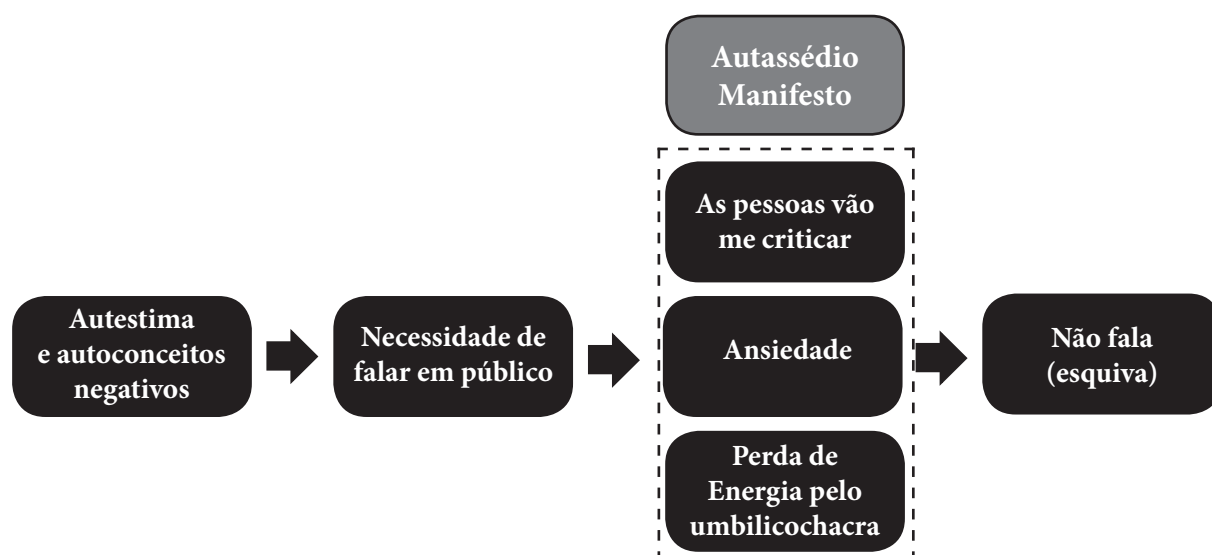 Autassédio
Manifesto
As pessoas vão
me criticar
Autestima
e autoconceitos
negativos
Necessidade de
falar em público
Ansiedade
Não fala
(esquiva)
Perda de
Energia pelo
umbilicochacra